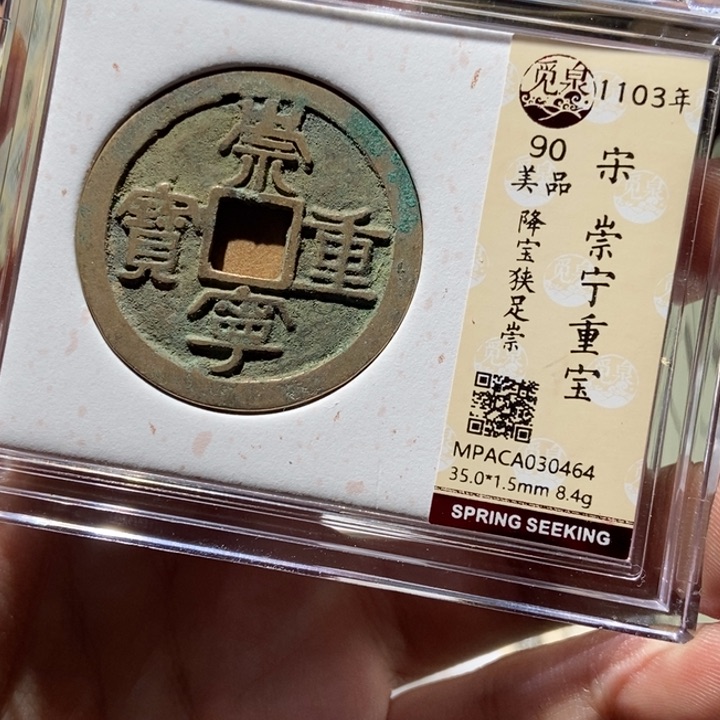 崇
寧
重
寶
觅泉
1103年
90
美品
宋
崇宁重宝
降宝狭足崇
MPACA030464
35.0*1.5mm 8.4g
SPRING SEEKING